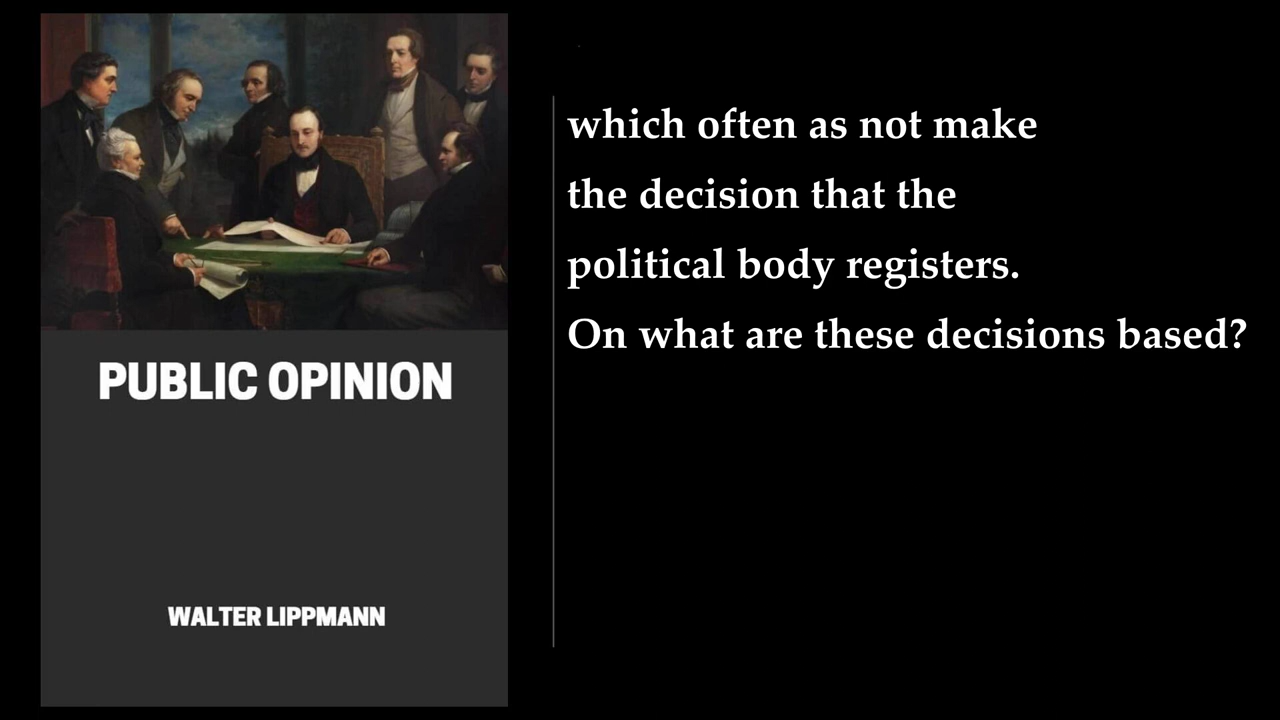 PUBLIC OPINION
WALTER LIPPMANN
which often as not make
the decision that the
political body registers.
On what are these decisions based?